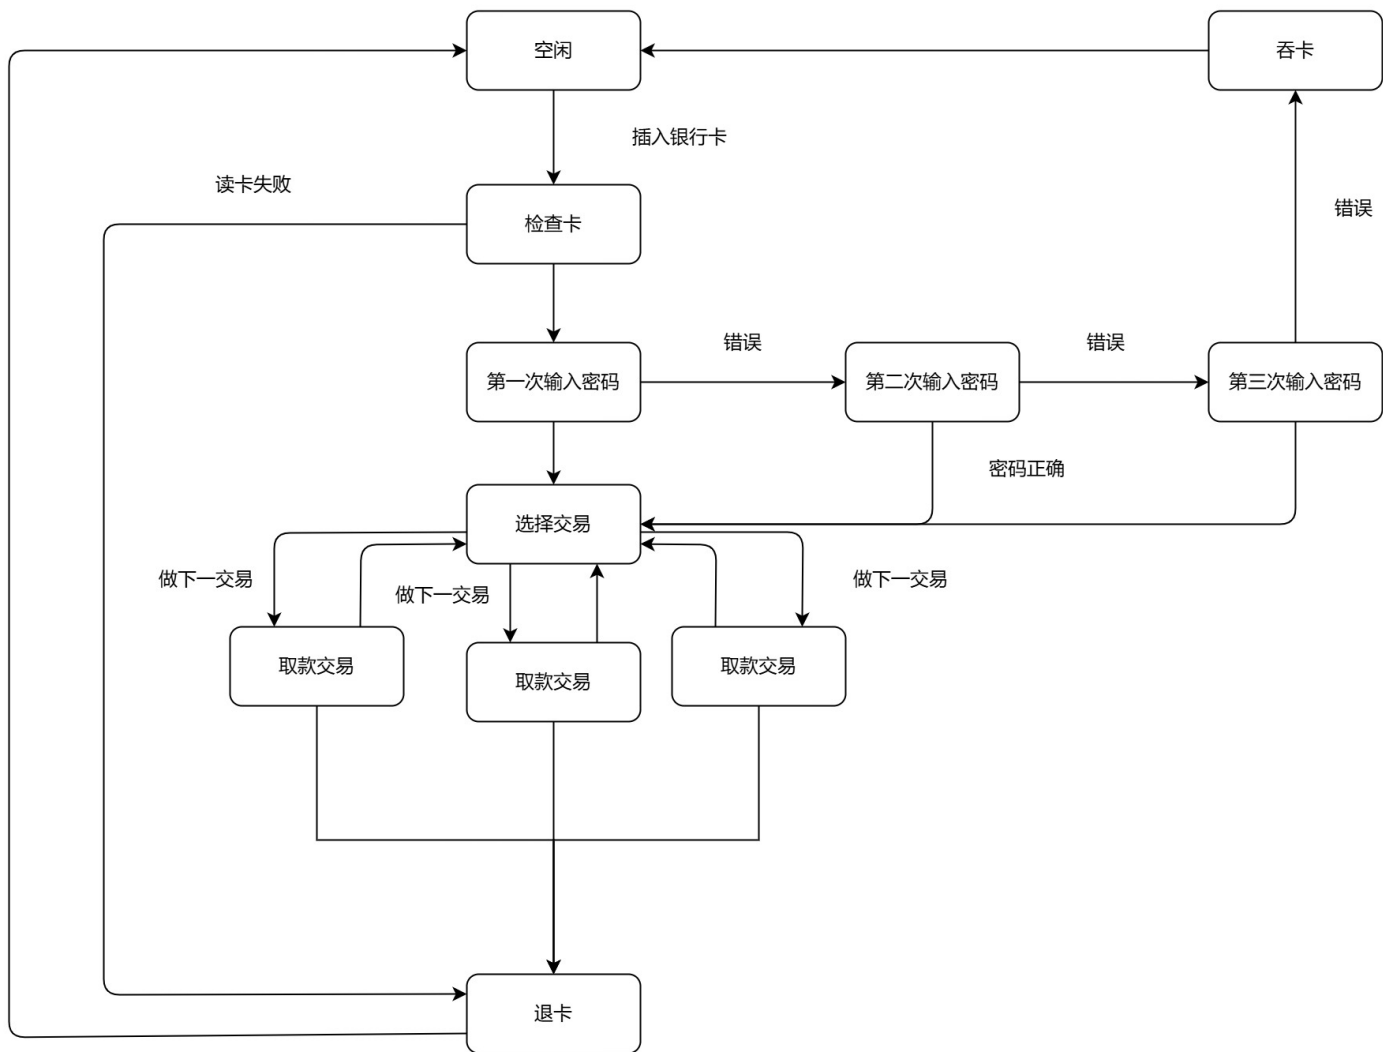 空闲
吞卡
插入银行卡
读卡失败
错误
检查卡
错误
错误
第一次输入密码
第二次输入密码
第三次输入密码
密码正确
选择交易
做下一交易
做下一交易
做下一交易
取款交易
取款交易
取款交易
退卡